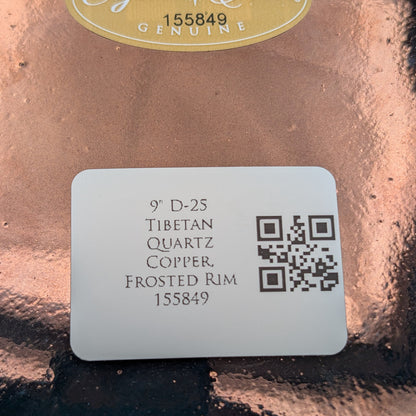 155849
GENUINE
9" D-25
TIBETAN
QUARTZ
COPPER,
FROSTED RIM
155849